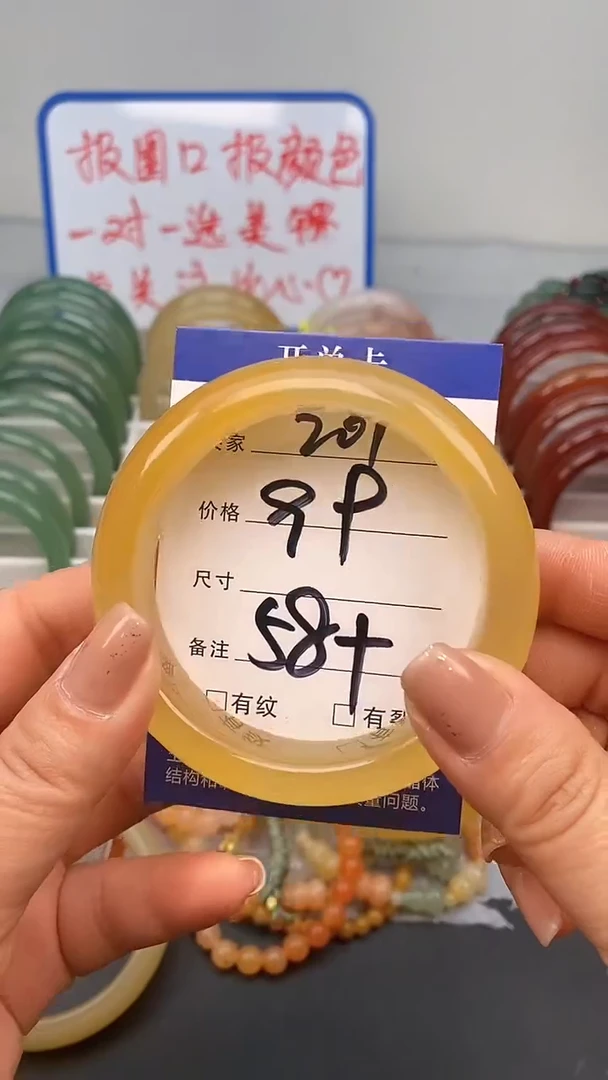 报圈口报颜色
一对一选美镯
开单卡
家 201
价格 9P
尺寸
备注 58+
□有纹 □有裂
结构和
量问题。